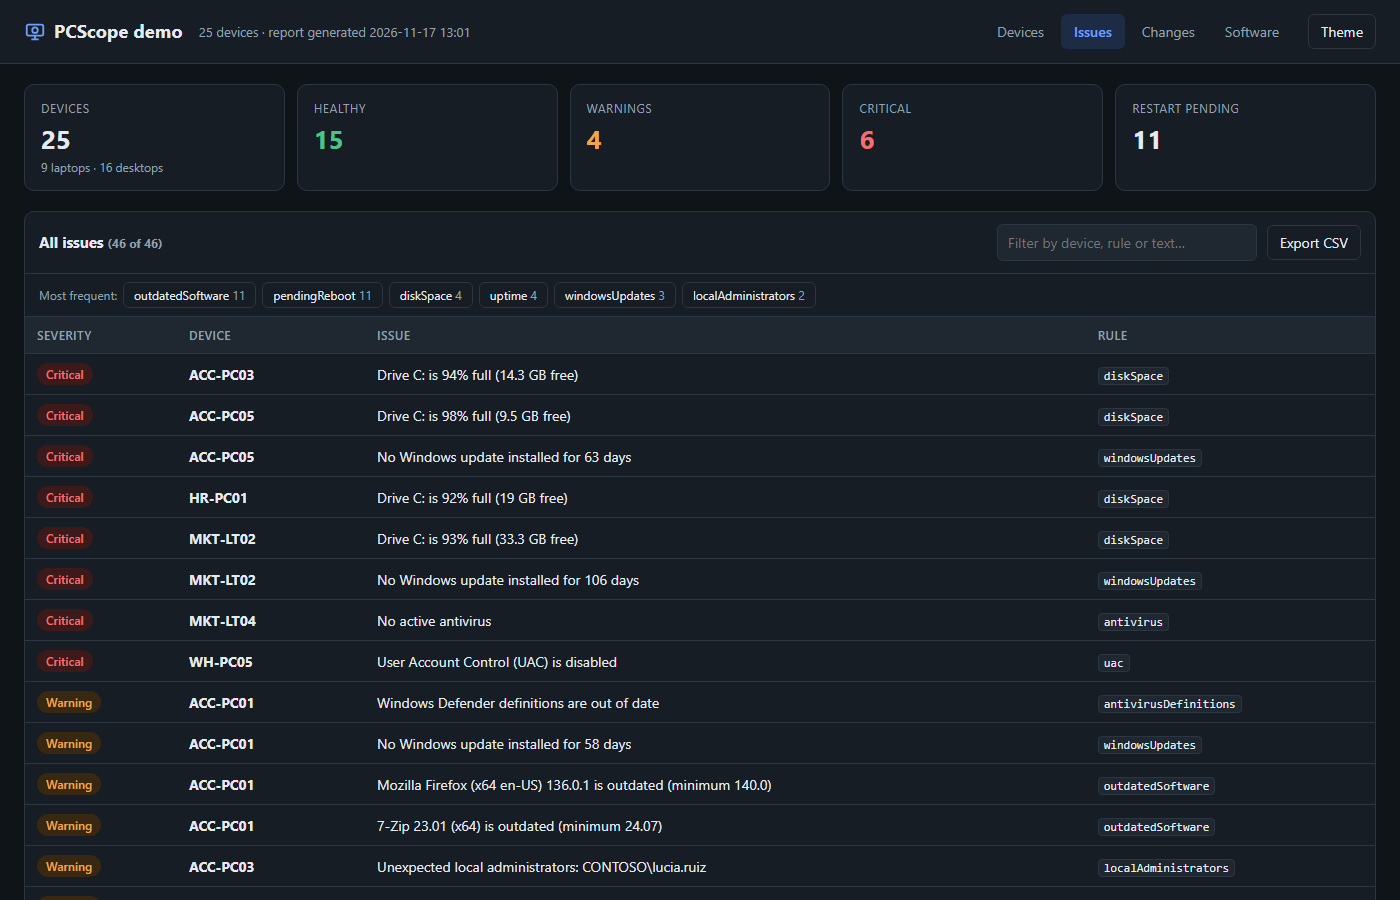 PCScope demo 25 devices · report generated 2026-11-17 13:01 Devices Issues Changes Software Theme
DEVICES HEALTHY WARNINGS CRITICAL RESTART PENDING
25 15 4 6 11
9 laptops · 16 desktops
All issues (46 of 46) Filter by device, rule or text... Export CSV
Most frequent: outdatedSoftware 11 pendingReboot 11 diskSpace 4 uptime 4 windowsUpdates 3 localAdministrators 2
SEVERITY DEVICE ISSUE RULE
Critical ACC-PC03 Drive C: is 94% full (14.3 GB free) diskSpace
Critical ACC-PC05 Drive C: is 98% full (9.5 GB free) diskSpace
Critical ACC-PC05 No Windows update installed for 63 days windowsUpdates
Critical HR-PC01 Drive C: is 92% full (19 GB free) diskSpace
Critical MKT-LT02 Drive C: is 93% full (33.3 GB free) diskSpace
Critical MKT-LT02 No Windows update installed for 106 days windowsUpdates
Critical MKT-LT04 No active antivirus antivirus
Critical WH-PC05 User Account Control (UAC) is disabled uac
Warning ACC-PC01 Windows Defender definitions are out of date antivirusDefinitions
Warning ACC-PC01 No Windows update installed for 58 days windowsUpdates
Warning ACC-PC01 Mozilla Firefox (x64 en-US) 136.0.1 is outdated (minimum 140.0) outdatedSoftware
Warning ACC-PC01 7-Zip 23.01 (x64) is outdated (minimum 24.07) outdatedSoftware
Warning ACC-PC03 Unexpected local administrators: CONTOSO\lucia.ruiz localAdministrators